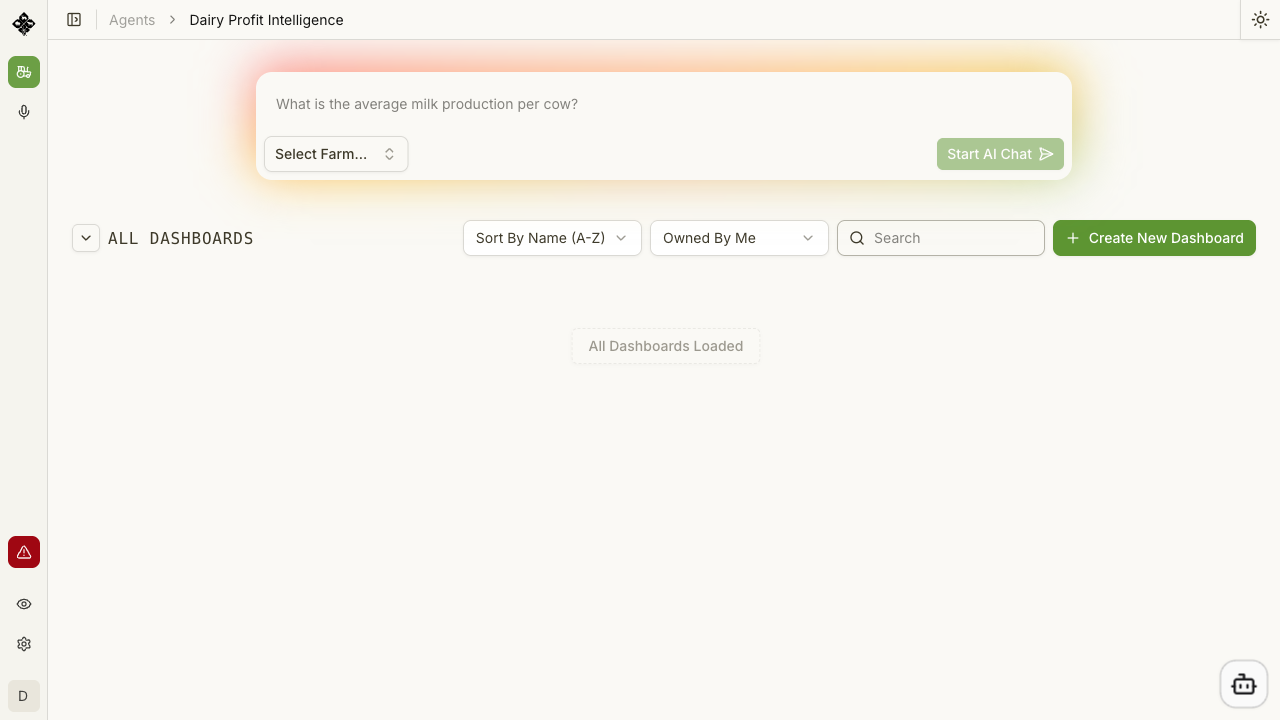 Agents
Dairy Profit Intelligence
What is the average milk production per cow?
Select Farm...
Start AI Chat
ALL DASHBOARDS
Sort By Name (A-Z)
Owned By Me
Search
Create New Dashboard
All Dashboards Loaded
D